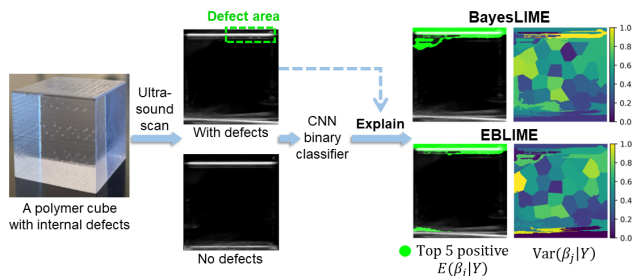 Defect area
BayesLIME
1.0
0.8
0.6
0.4
0.2
0.0
Ultra-
sound
scan
With defects
CNN
binary
classifier
Explain
EBLIME
1.0
0.8
0.6
0.4
0.2
0.0
A polymer cube
with internal defects
No defects
Top 5 positive
E(βⱼ|Y)
Var(βⱼ|Y)